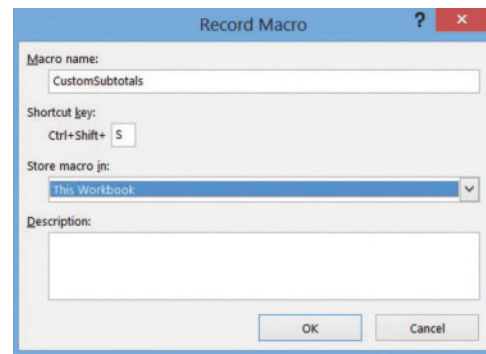 Record Macro ? ×
Macro name:
CustomSubtotals
Shortcut key:
Ctrl+Shift+ S
Store macro in:
This Workbook
Description:
OK Cancel